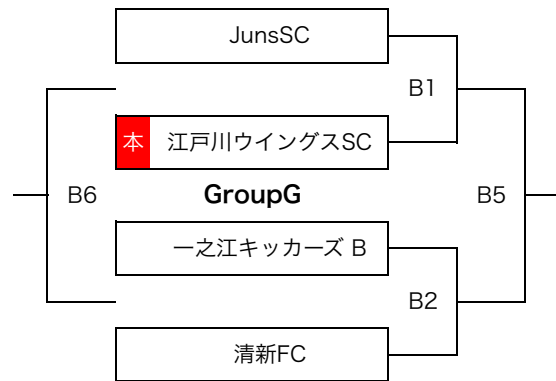 JunsSC
B1
本 江戸川ウイングスSC
B6 GroupG B5
一之江キッカーズ B
B2
清新FC